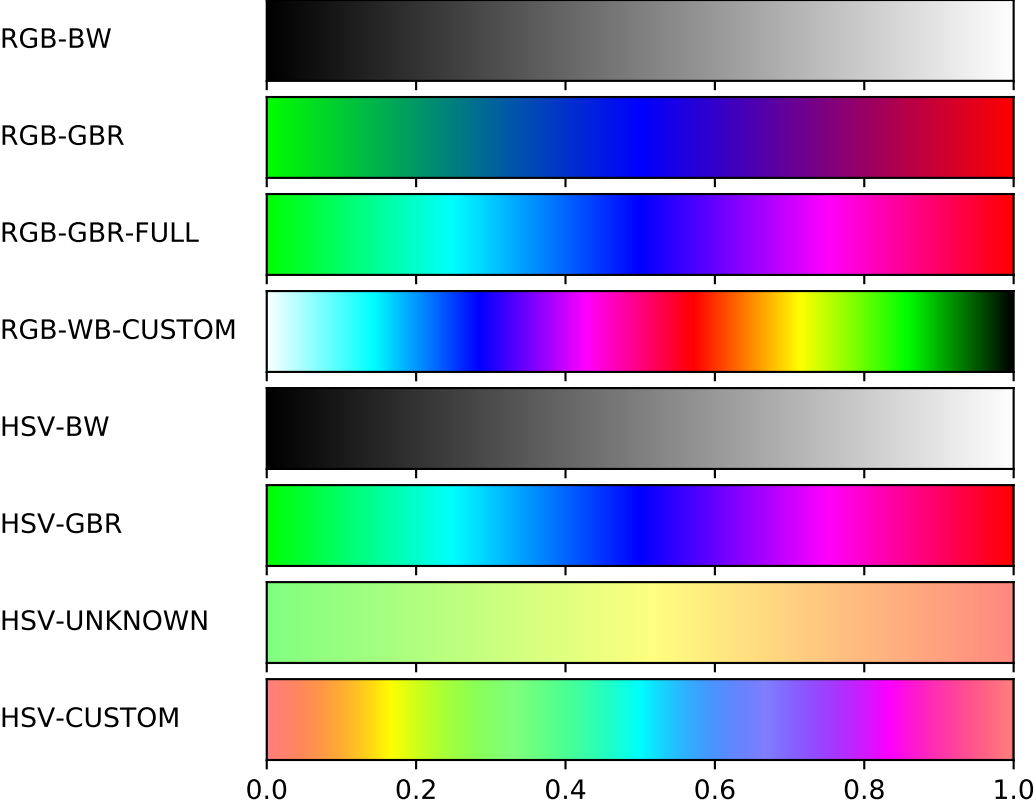 RGB-BW
RGB-GBR
RGB-GBR-FULL
RGB-WB-CUSTOM
HSV-BW
HSV-GBR
HSV-UNKNOWN
HSV-CUSTOM
0.0 0.2 0.4 0.6 0.8 1.0